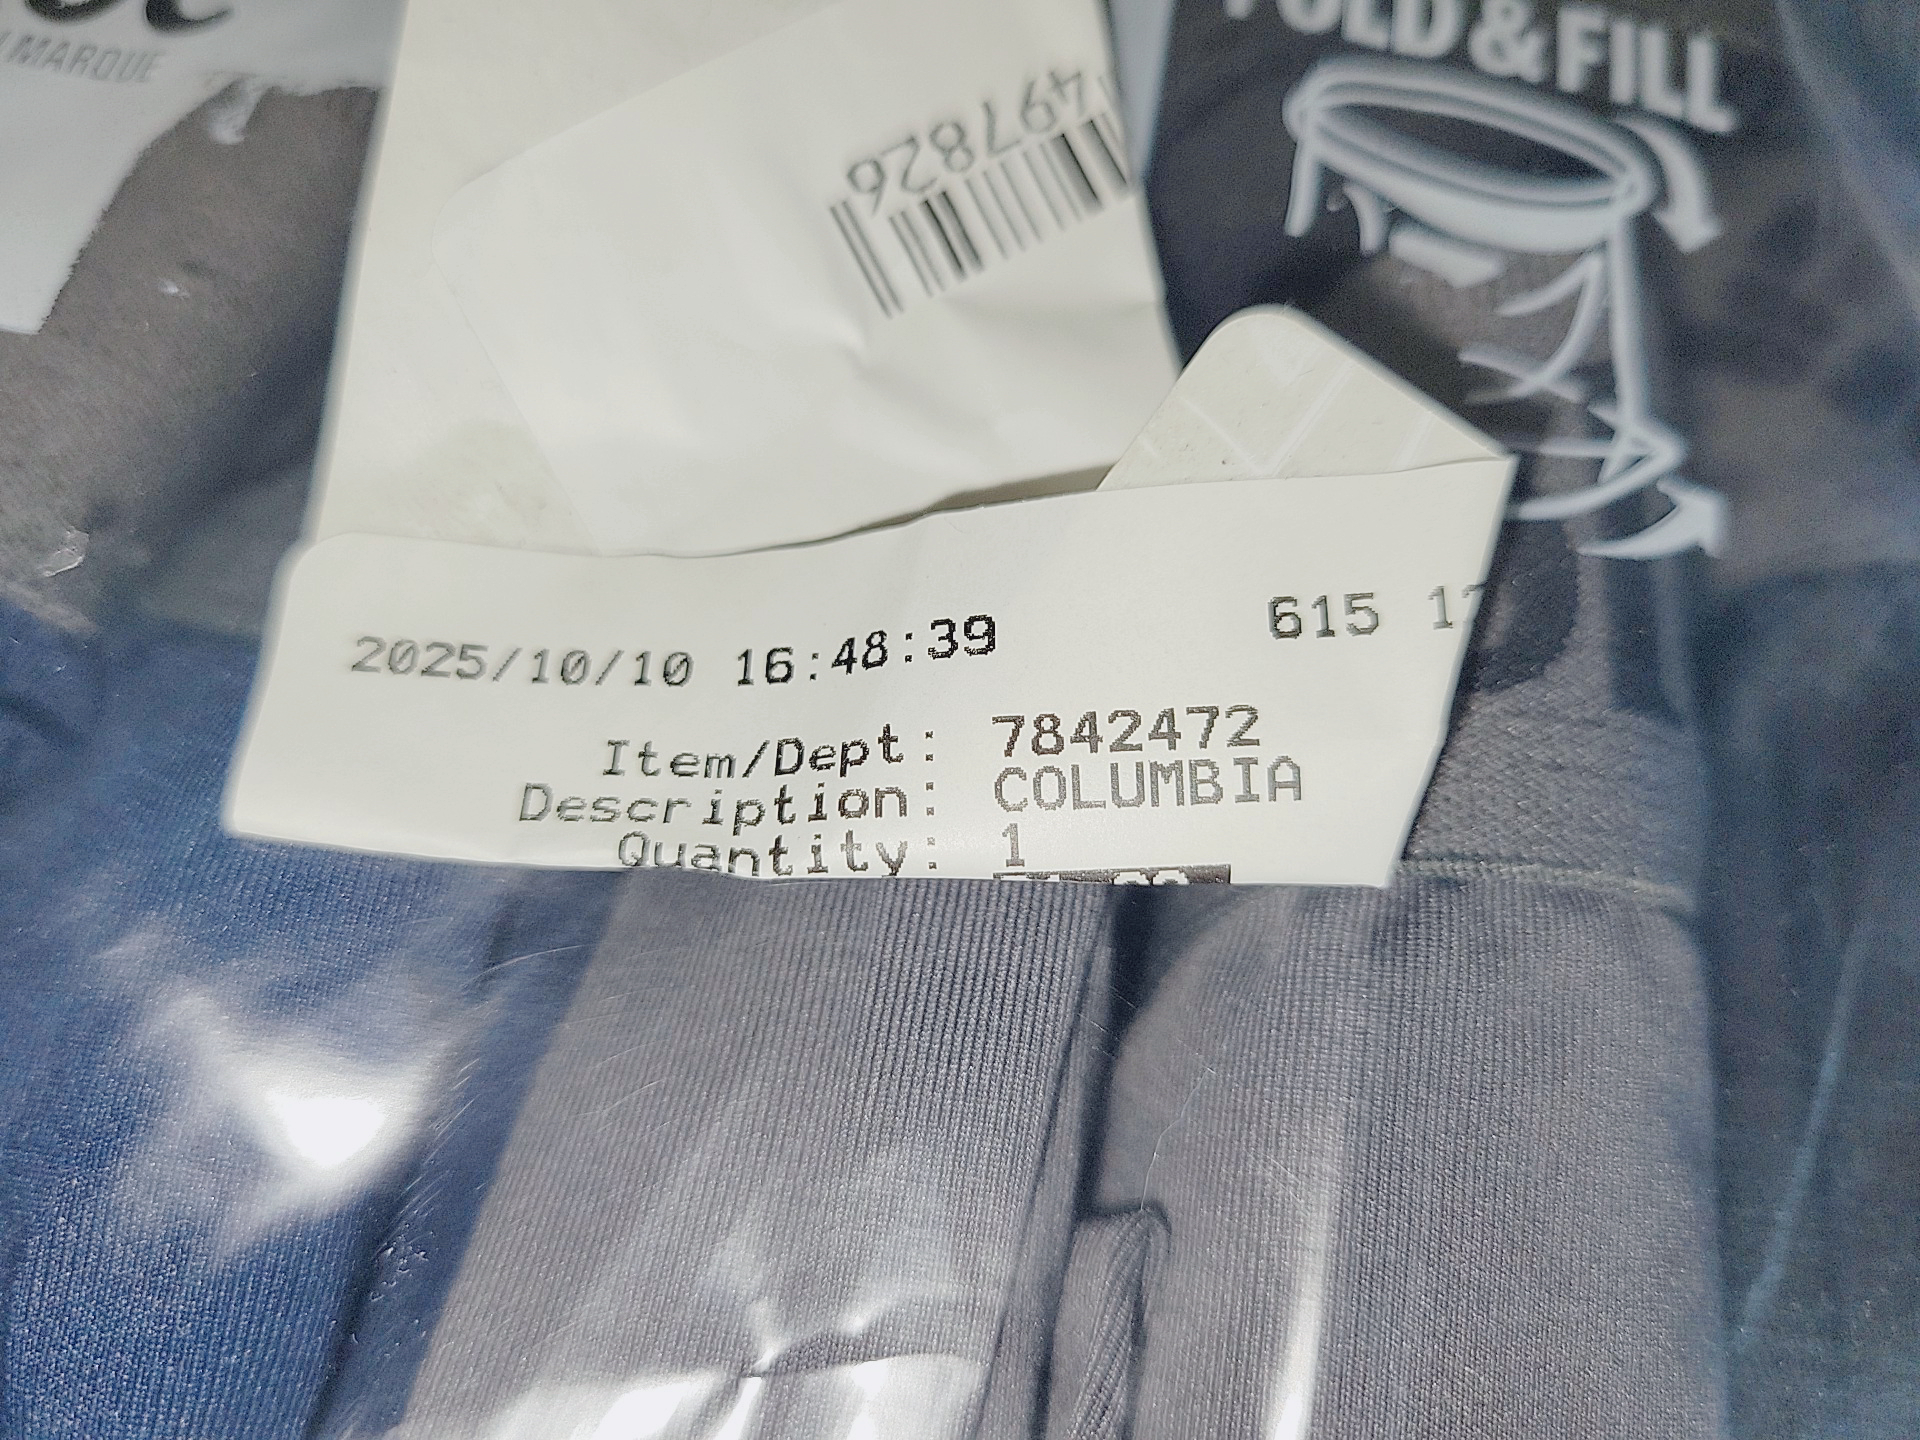 MARQUE
FOLD & FILL
497826
2025/10/10 16:48:39 615
Item/Dept: 7842472
Description: COLUMBIA
Quantity: 1